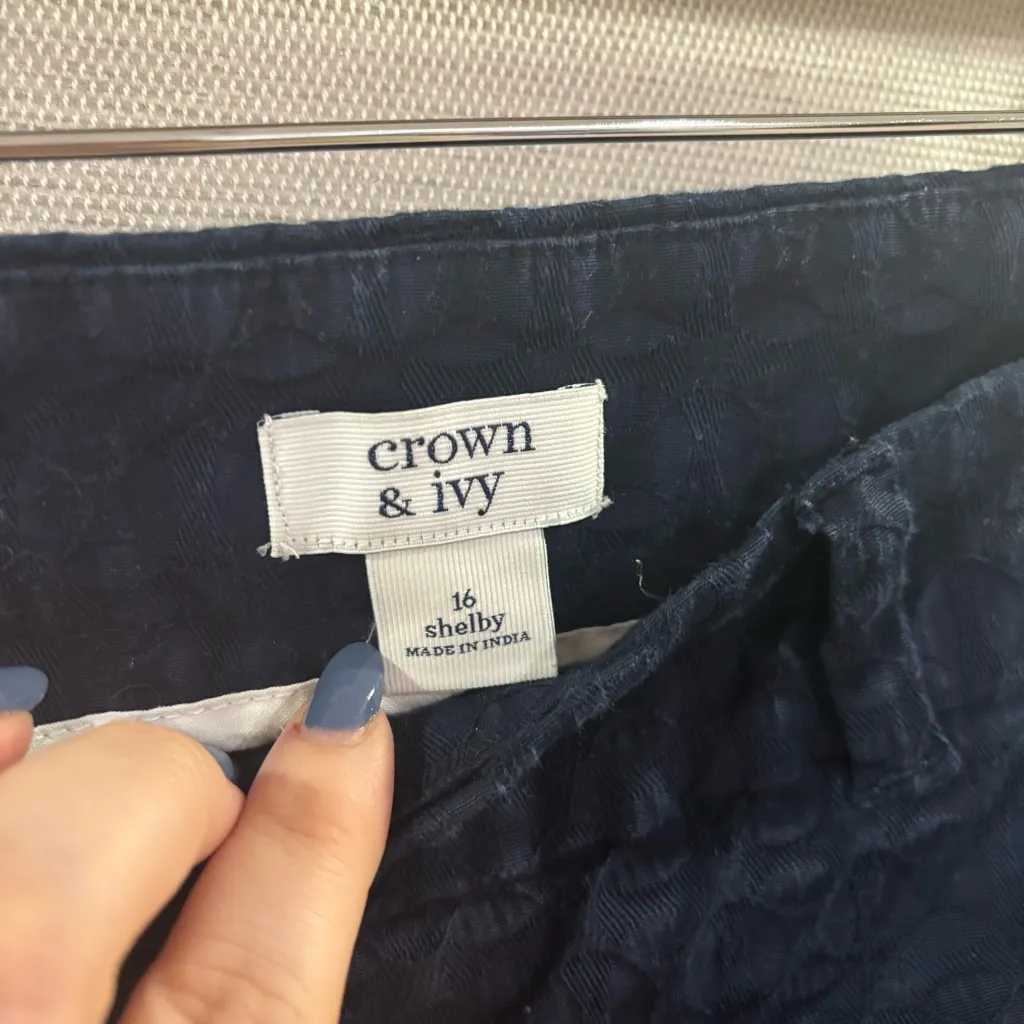 crown
& ivy
16
shelby
MADE IN INDIA